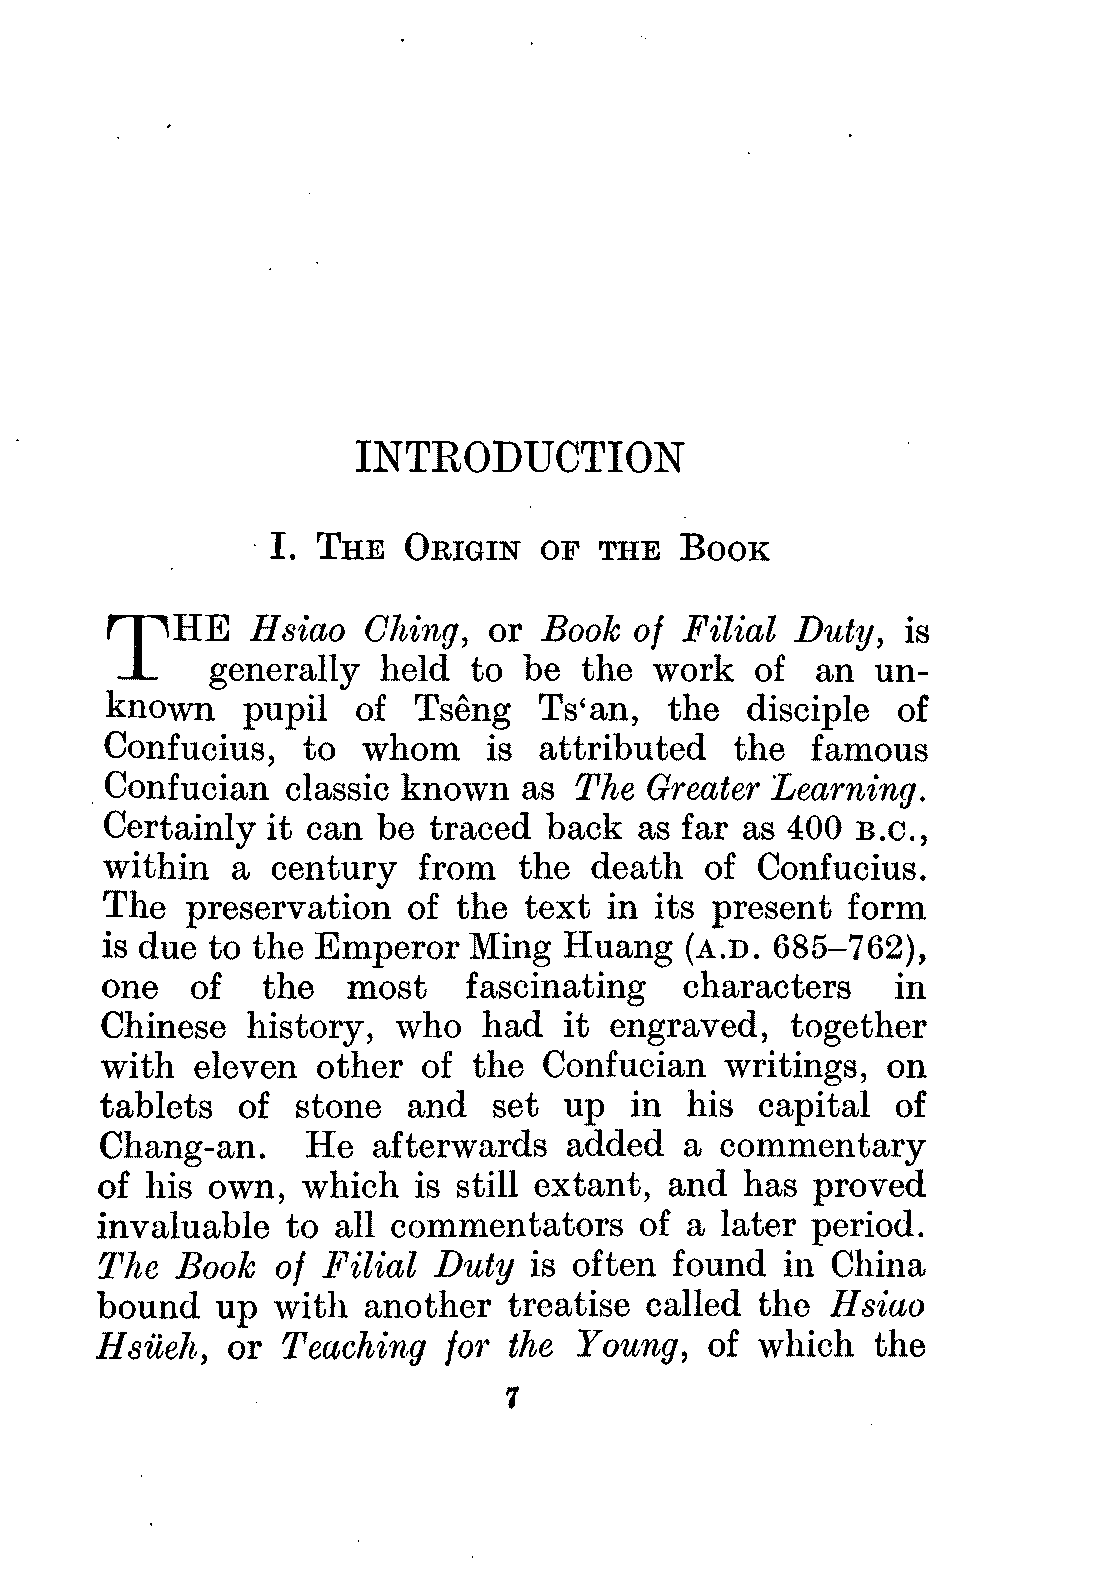 INTRODUCTION
I. THE ORIGIN OF THE BOOK
THE Hsiao Ching, or Book of Filial Duty, is
generally held to be the work of an un-
known pupil of Tsêng Ts‘an, the disciple of
Confucius, to whom is attributed the famous
Confucian classic known as The Greater Learning.
Certainly it can be traced back as far as 400 B.C.,
within a century from the death of Confucius.
The preservation of the text in its present form
is due to the Emperor Ming Huang (A.D. 685–762),
one of the most fascinating characters in
Chinese history, who had it engraved, together
with eleven other of the Confucian writings, on
tablets of stone and set up in his capital of
Chang-an. He afterwards added a commentary
of his own, which is still extant, and has proved
invaluable to all commentators of a later period.
The Book of Filial Duty is often found in China
bound up with another treatise called the Hsiao
Hsüeh, or Teaching for the Young, of which the
7